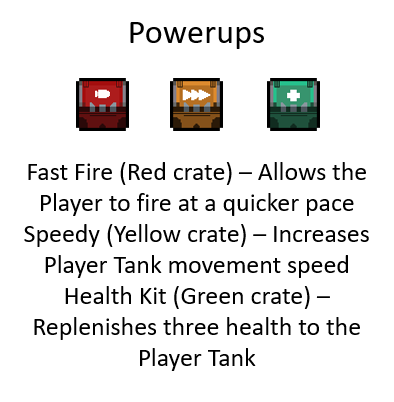 Powerups
Fast Fire (Red crate) – Allows the
Player to fire at a quicker pace
Speedy (Yellow crate) – Increases
Player Tank movement speed
Health Kit (Green crate) –
Replenishes three health to the
Player Tank